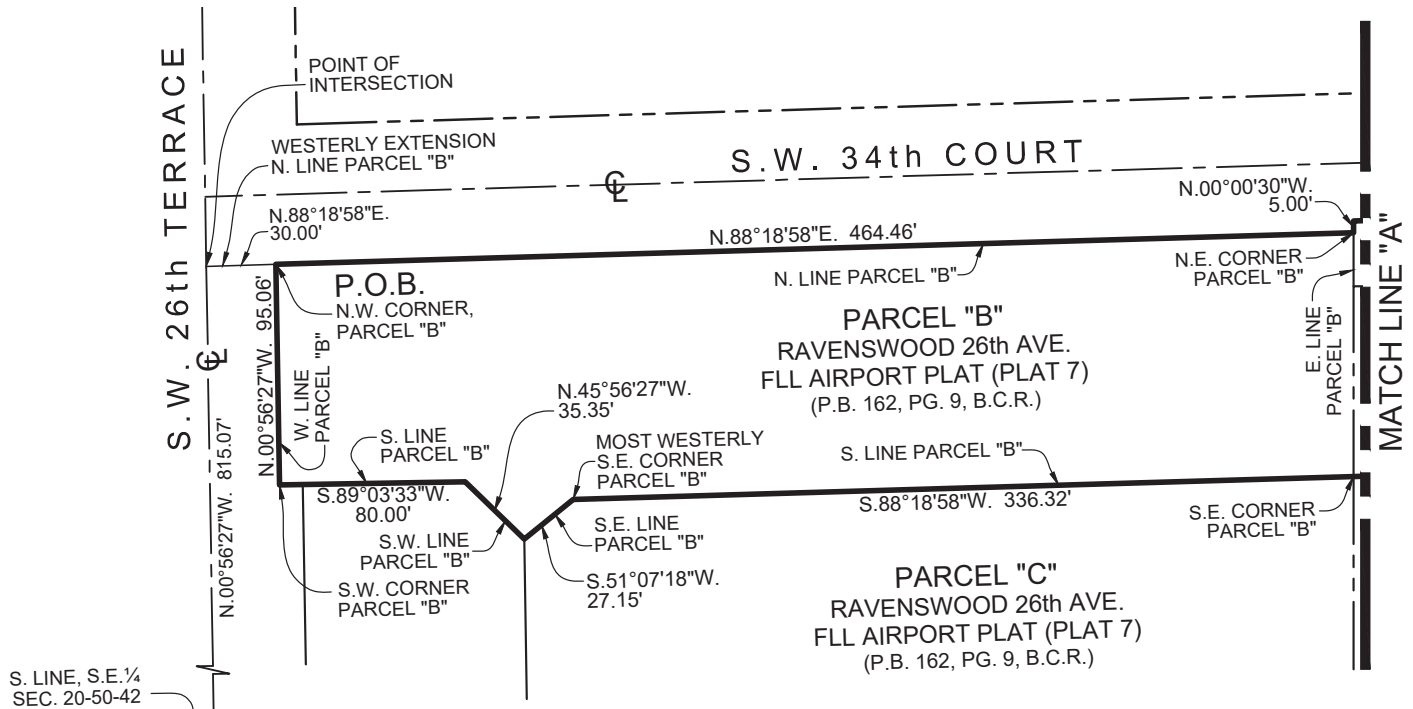 S.W. 26th TERRACE
POINT OF
INTERSECTION
WESTERLY EXTENSION
N. LINE PARCEL "B"
N.88°18'58"E.
30.00'
S.W. 34th COURT
℄
N.00°00'30"W.
5.00'
N.88°18'58"E. 464.46'
N. LINE PARCEL "B"
N.E. CORNER
PARCEL "B"
P.O.B.
N.W. CORNER,
PARCEL "B"
N.00°56'27"W. 95.06'
W. LINE
PARCEL "B"
℄
PARCEL "B"
RAVENSWOOD 26th AVE.
FLL AIRPORT PLAT (PLAT 7)
(P.B. 162, PG. 9, B.C.R.)
E. LINE
PARCEL "B"
MATCH LINE "A"
N.45°56'27"W.
35.35'
S. LINE
PARCEL "B"
MOST WESTERLY
S.E. CORNER
PARCEL "B"
S. LINE PARCEL "B"
S.89°03'33"W.
80.00'
S.88°18'58"W. 336.32'
S.E. CORNER
PARCEL "B"
S.W. LINE
PARCEL "B"
S.E. LINE
PARCEL "B"
S.W. CORNER
PARCEL "B"
S.51°07'18"W.
27.15'
N.00°56'27"W. 815.07'
PARCEL "C"
RAVENSWOOD 26th AVE.
FLL AIRPORT PLAT (PLAT 7)
(P.B. 162, PG. 9, B.C.R.)
S. LINE, S.E.¼
SEC. 20-50-42